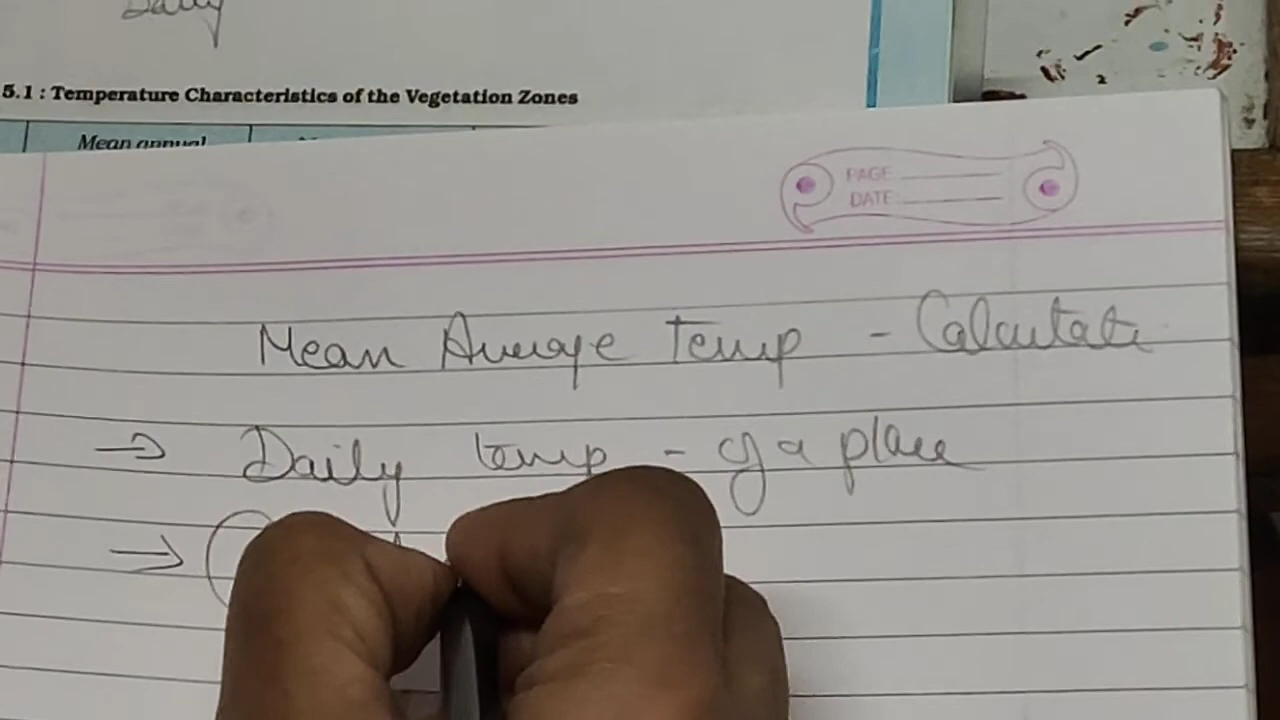 Daily
5.1 : Temperature Characteristics of the Vegetation Zones
Mean annual
PAGE:
DATE:
Mean Average Temp - Calculate
→ Daily temp - of a place
→